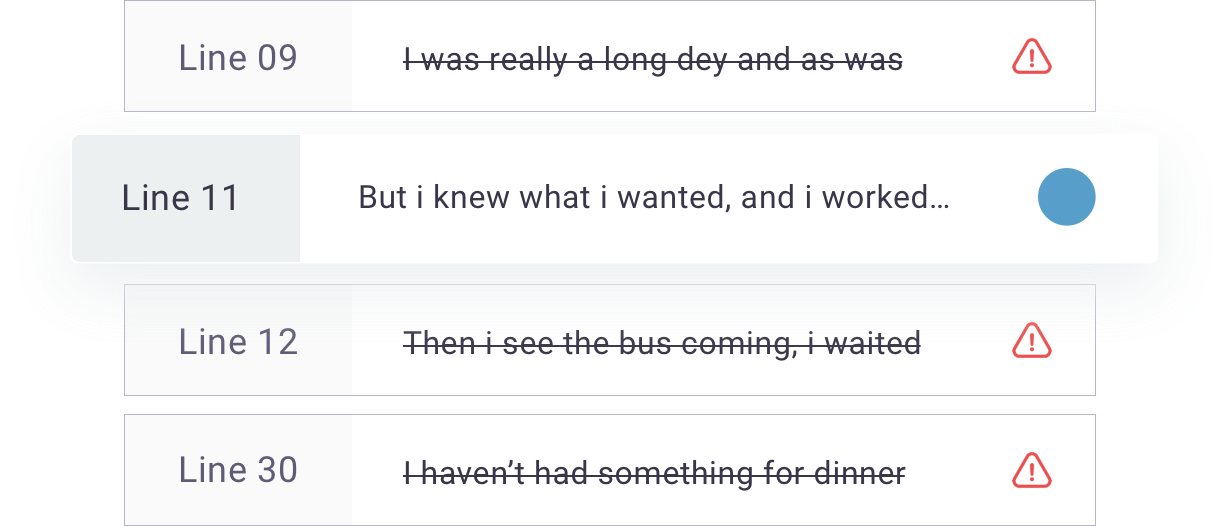 Line 09
I was really a long dey and as was
Line 11
But i knew what i wanted, and i worked...
Line 12
Then i see the bus coming, i waited
Line 30
I haven’t had something for dinner